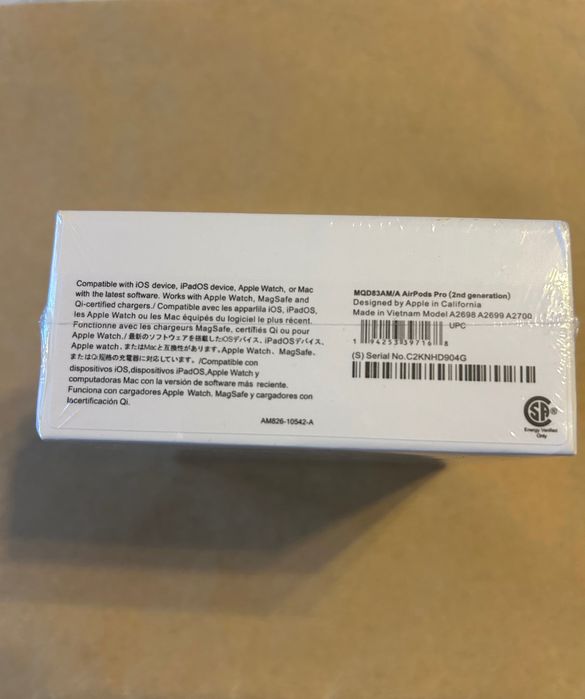 Compatible with iOS device, iPadOS device, Apple Watch, or Mac
with the latest software. Works with Apple Watch, MagSafe and
Qi-certified chargers./ Compatible avec les apparlila iOS, iPadOS,
les Apple Watch ou les Mac équipés du logiciel le plus récent.
Fonctionne avec les chargeurs MagSafe, certifiés Qi ou pour
Apple Watch./ 最新のソフトウェアを搭載したiOSデバイス、iPadOSデバイス,
Apple watch、またはMacと互換性があります。Apple Watch、MagSafe、
またはQi规格の充電器に対応しています。/Compatible con
dispositivos iOS,dispositivos iPadOS,Apple Watch y
computadoras Mac con la versión de software más reciente.
Funciona con cargadores Apple Watch, MagSafe y cargadores con
locertificación Qi.
AM826-10542-A
MQD83AM/A AirPods Pro (2nd generation)
Designed by Apple in California
Made in Vietnam Model A2698 A2699 A2700
UPC
1 94253 39716 8
(S) Serial No.C2KNHD904G
SA®
Energy Verified
Only